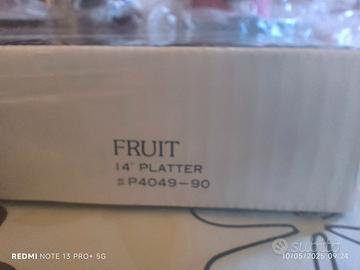 FRUIT
14" PLATTER
#P4049-90
REDMI NOTE 13 PRO+ 5G
subito
10/05/2025 09:24